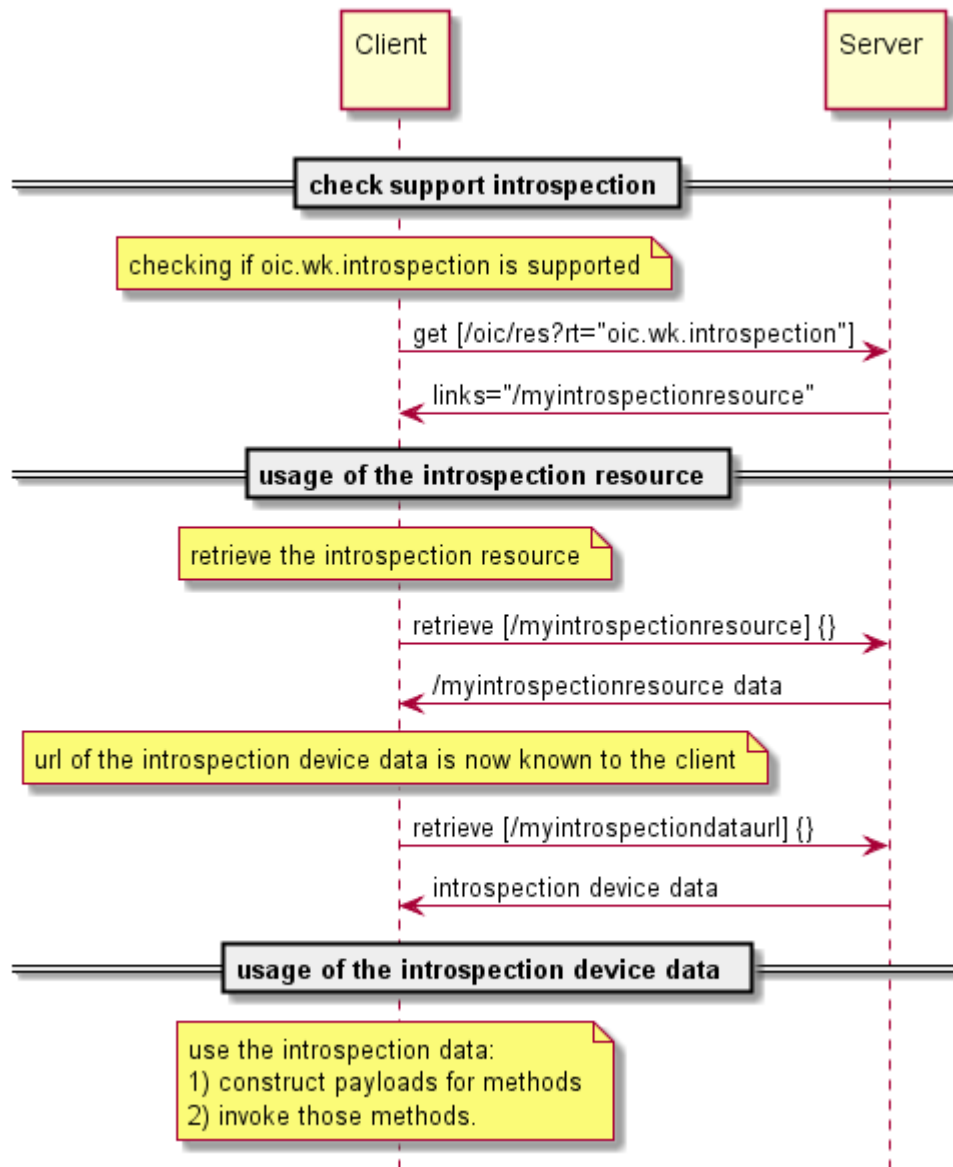 Client
Server
check support introspection
checking if oic.wk.introspection is supported
get [/oic/res?rt="oic.wk.introspection"]
links="/myintrospectionresource"
usage of the introspection resource
retrieve the introspection resource
retrieve [/myintrospectionresource] {}
/myintrospectionresource data
url of the introspection device data is now known to the client
retrieve [/myintrospectiondataurl] {}
introspection device data
usage of the introspection device data
use the introspection data:
1) construct payloads for methods
2) invoke those methods.